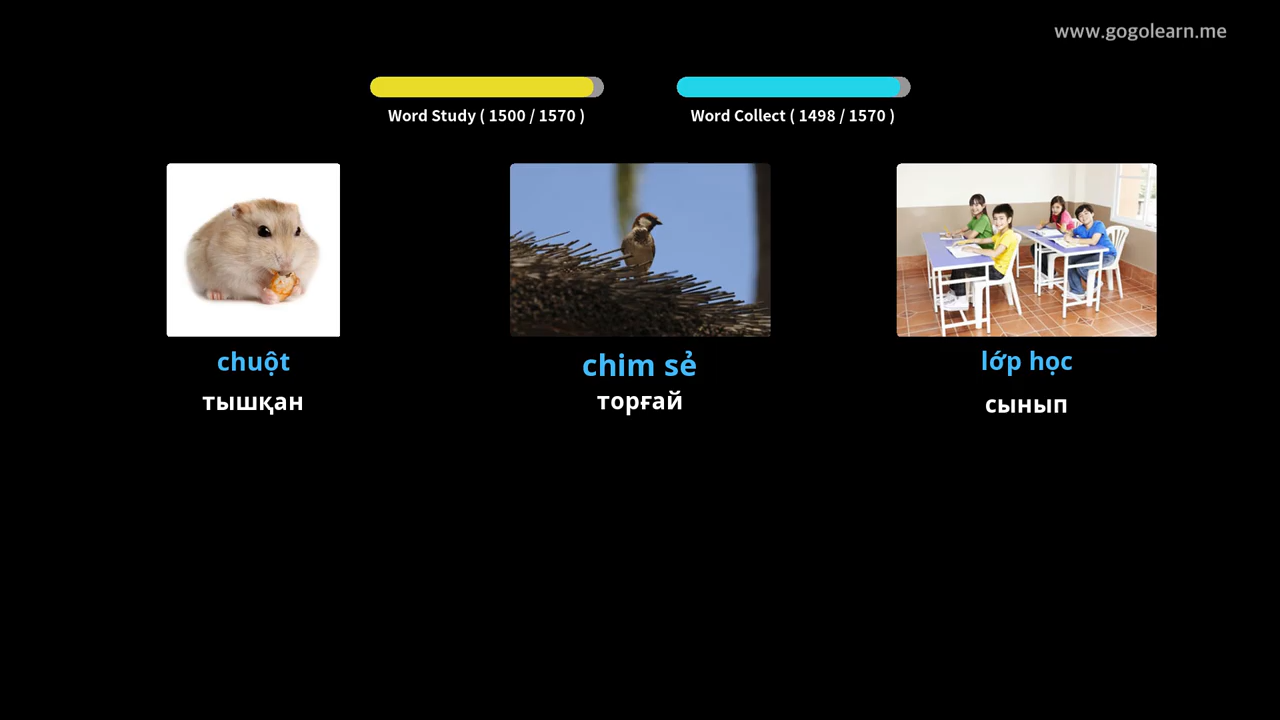 www.gogolearn.me
Word Study ( 1500 / 1570 )
Word Collect ( 1498 / 1570 )
chuột
тышқан
chim sẻ
торғай
lớp học
сынып